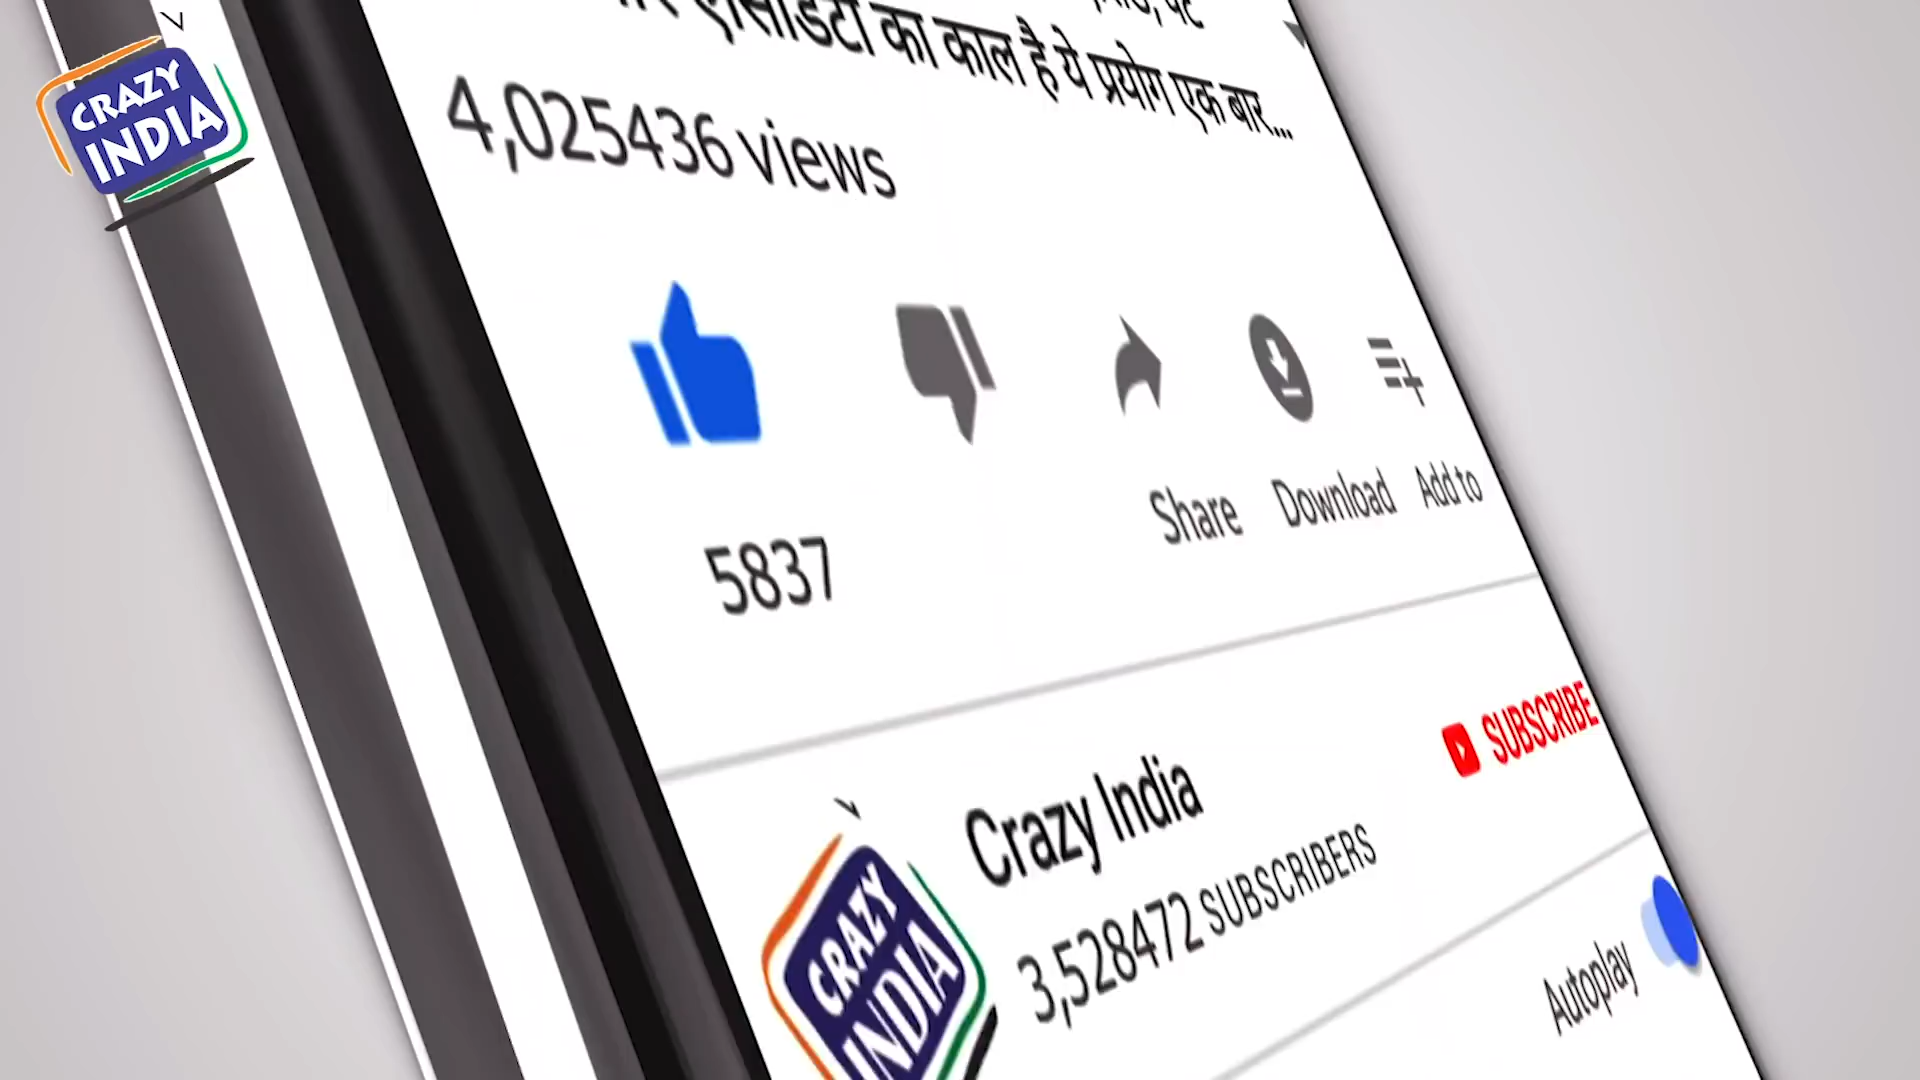 CRAZY
INDIA
एसिडिटी का काल है ये प्रयोग एक बार...
4,025436 views
5837
Share Download Add to
SUBSCRIBE
Crazy India
3,528472 SUBSCRIBERS
CRAZY
INDIA
Autoplay